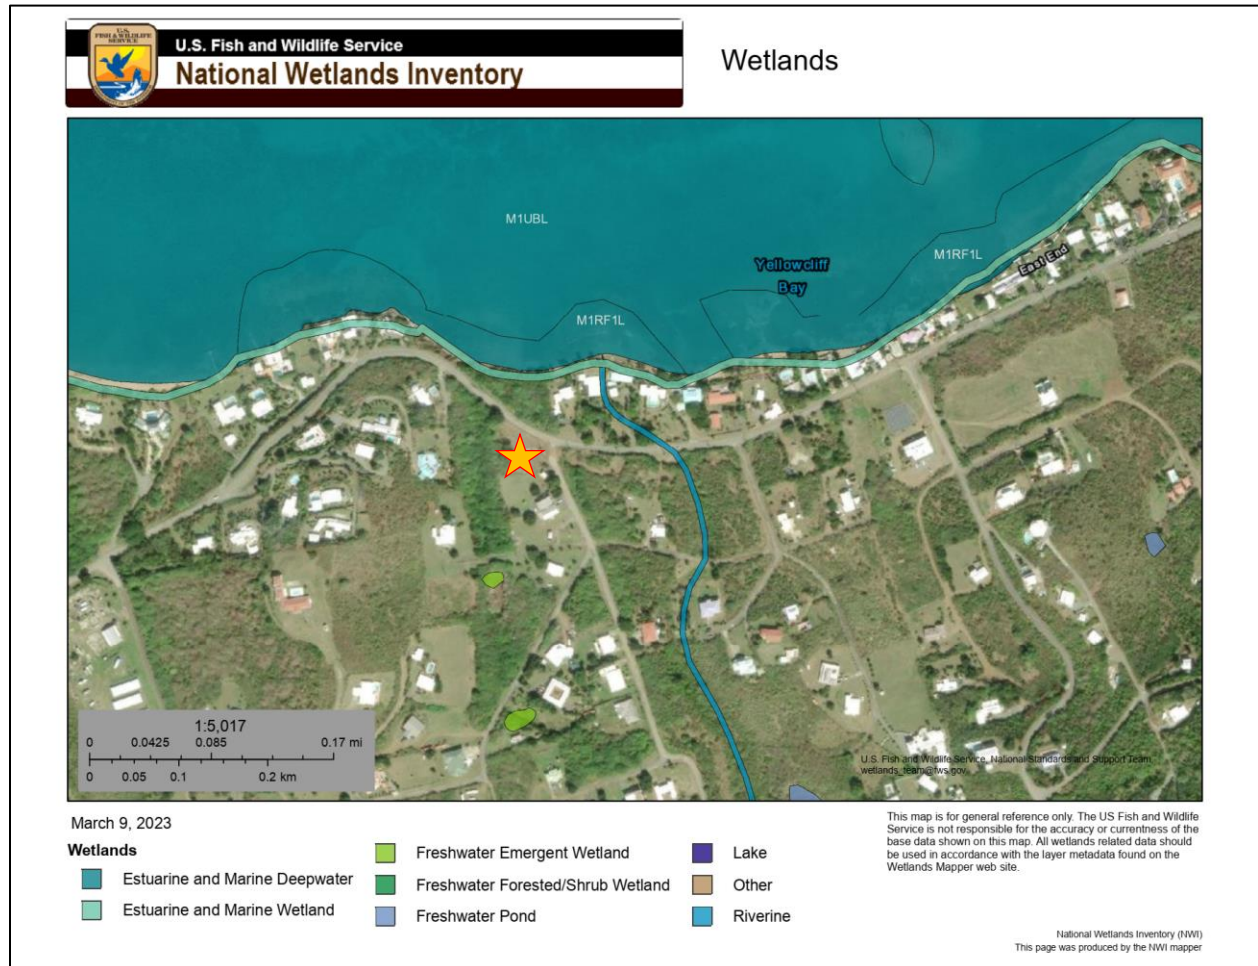 U.S.
FISH & WILDLIFE
SERVICE
U.S. Fish and Wildlife Service
National Wetlands Inventory
Wetlands
M1UBL
Yellowcliff
Bay
M1RF1L
East End
M1RF1L
1:5,017
0 0.0425 0.085 0.17 mi
0 0.05 0.1 0.2 km
U.S. Fish and Wildlife Service, National Standards and Support Team
wetlands_team@fws.gov
March 9, 2023
Wetlands
Estuarine and Marine Deepwater
Estuarine and Marine Wetland
Freshwater Emergent Wetland
Freshwater Forested/Shrub Wetland
Freshwater Pond
Lake
Other
Riverine
This map is for general reference only. The US Fish and Wildlife
Service is not responsible for the accuracy or currentness of the
base data shown on this map. All wetlands related data should
be used in accordance with the layer metadata found on the
Wetlands Mapper web site.
National Wetlands Inventory (NWI)
This page was produced by the NWI mapper